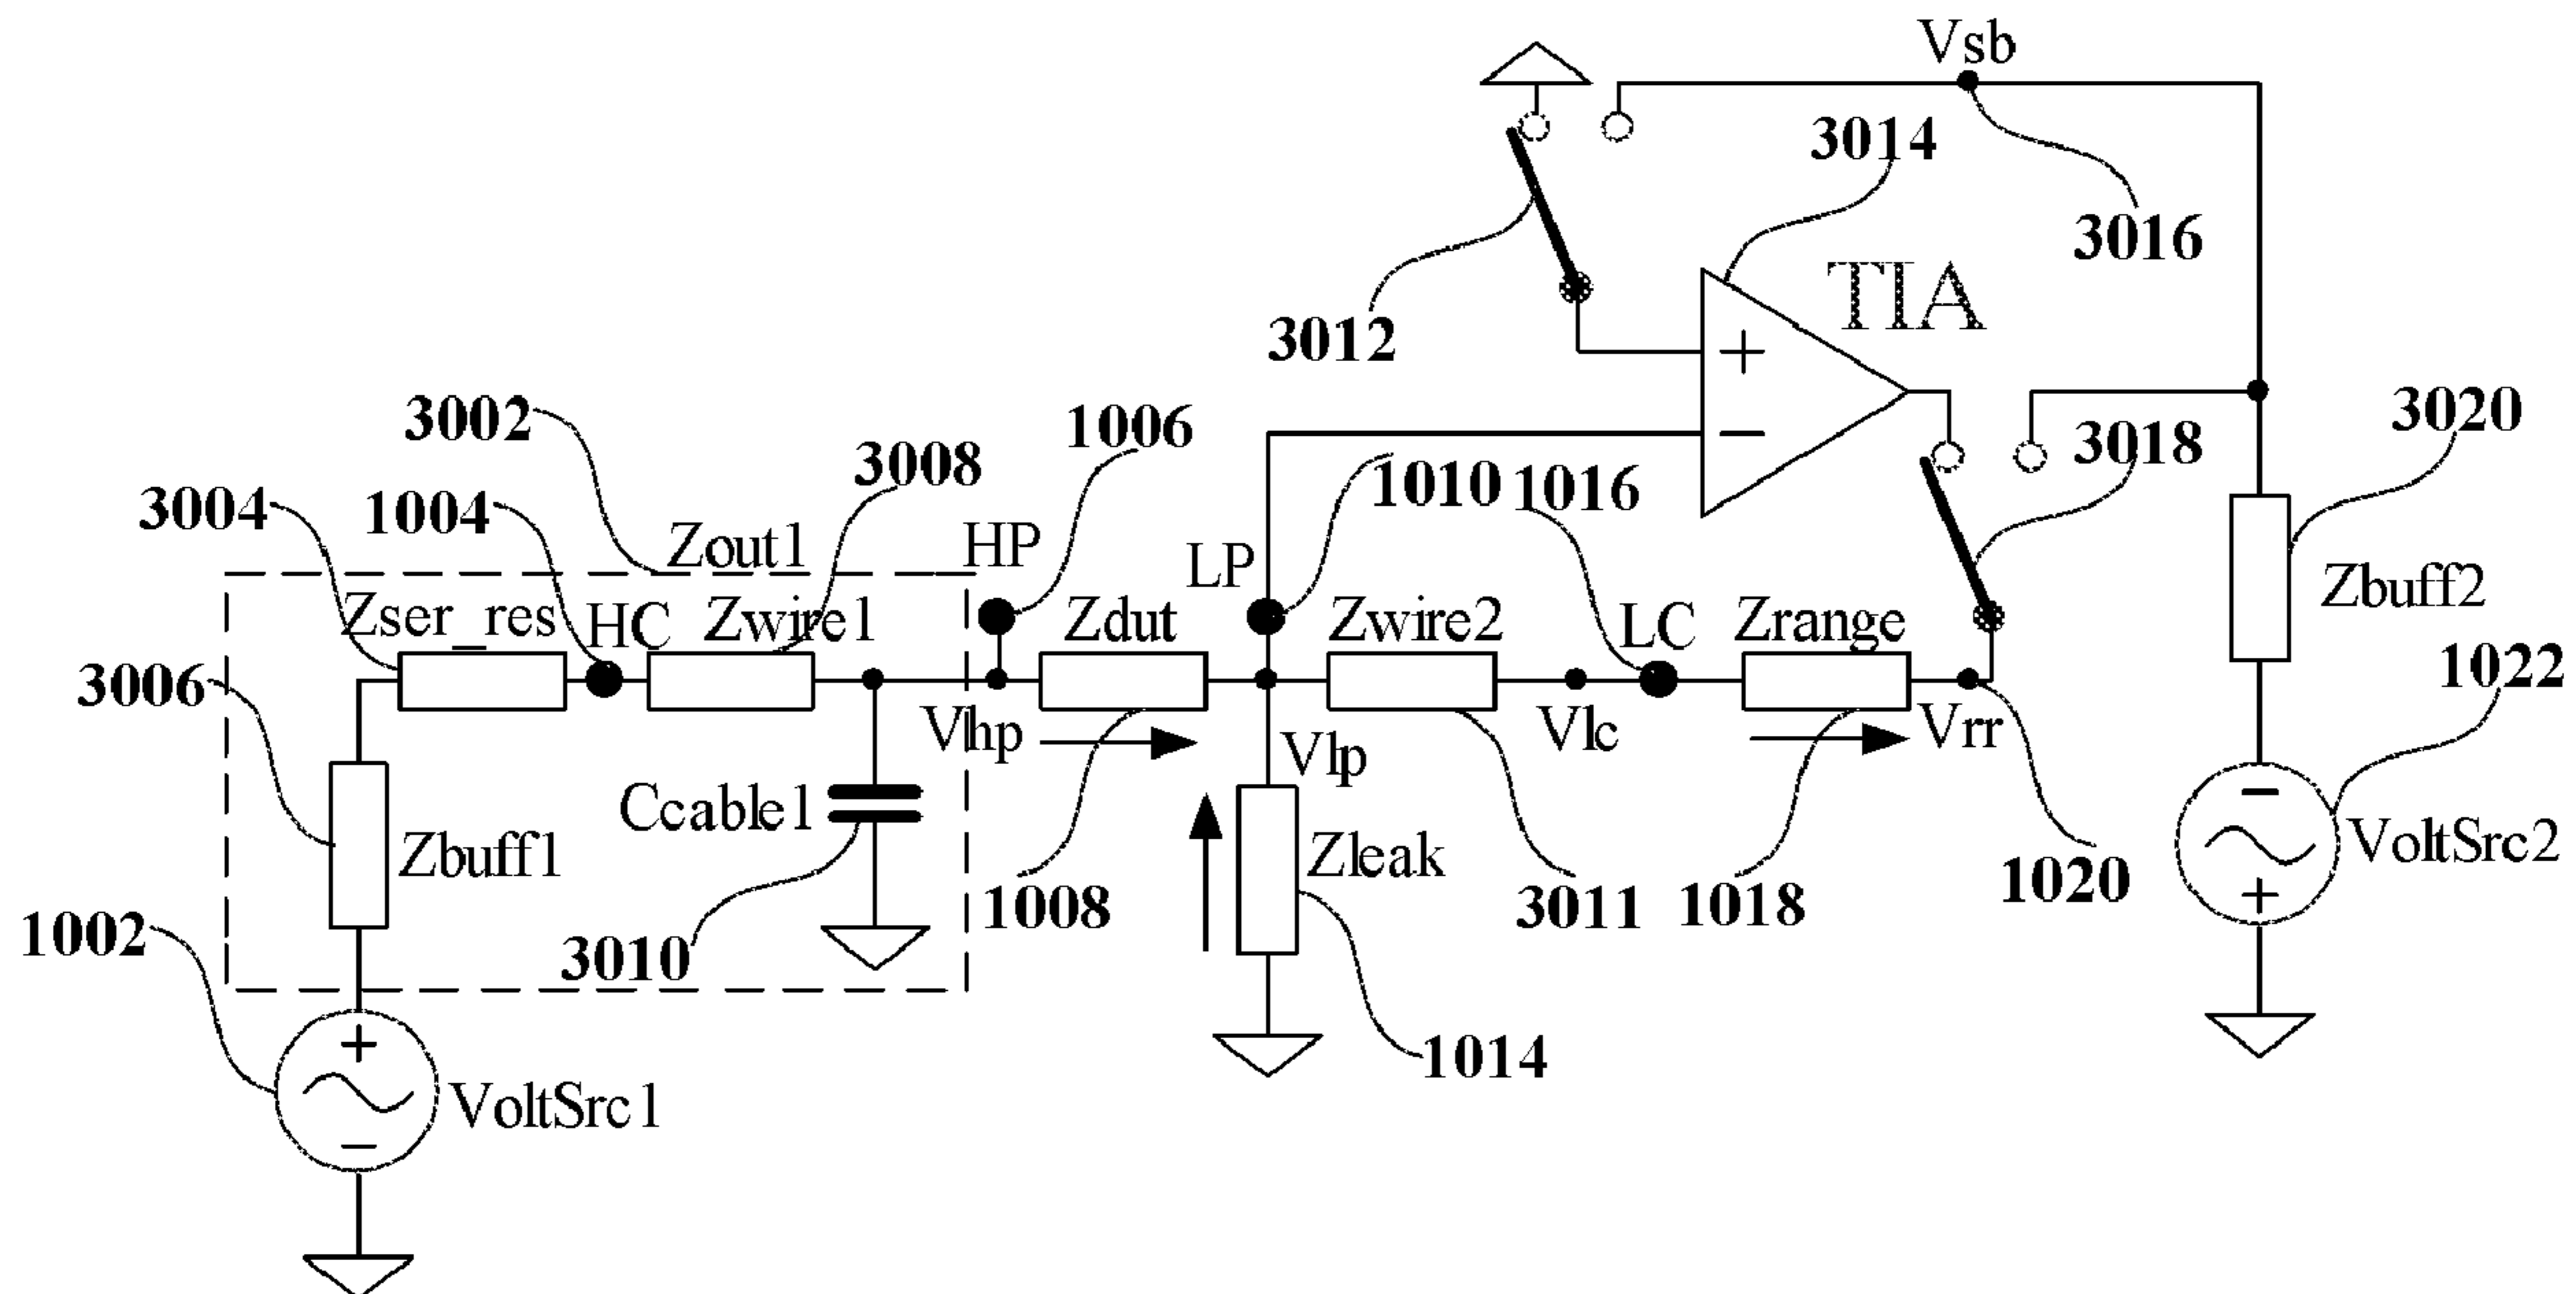 Vsb
3014
3016
TIA
3012
+
−
3002
1006
3008
3018
3020
3004
1004
1010
1016
Zout1
HP
LP
Zser_res
HC
Zwire1
Zdut
Zwire2
LC
Zrange
Zbuff2
3006
1022
Vhp
Vlp
Vlc
Vrr
Ccable1
Zbuff1
Zleak
−
VoltSrc2
+
1002
3010
1008
3011
1018
1020
+
1014
VoltSrc1
−